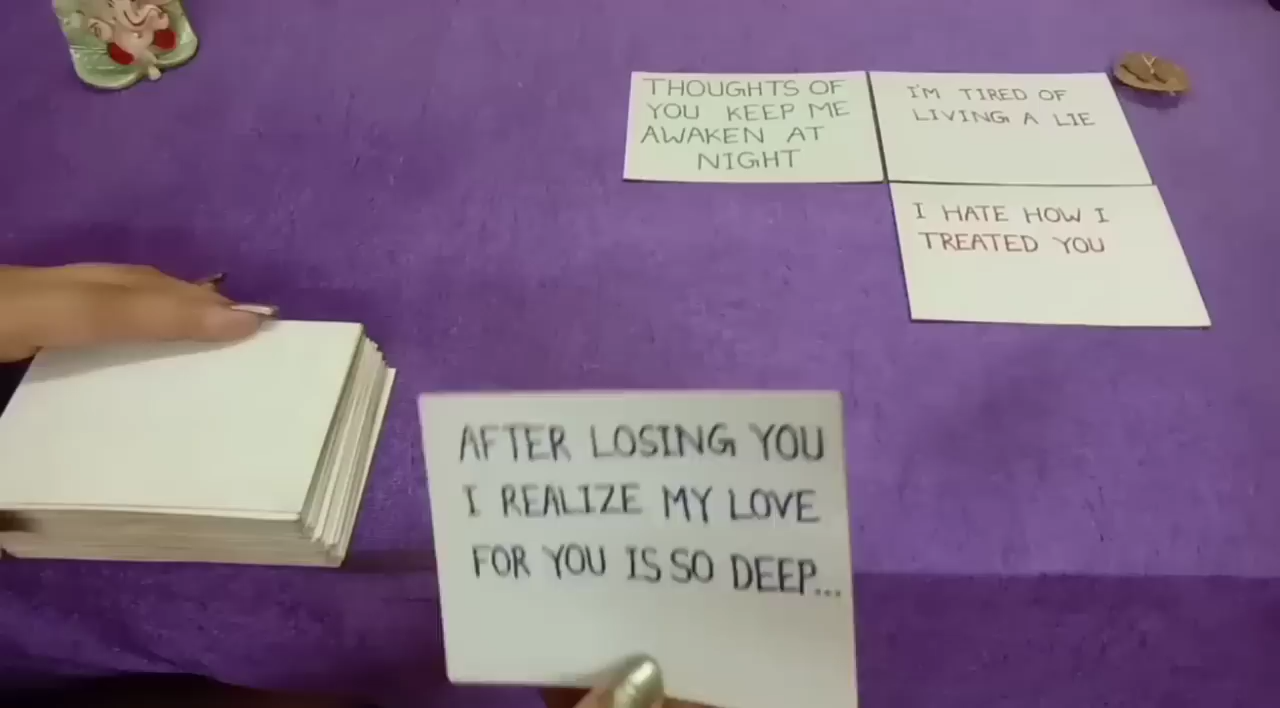 THOUGHTS OF
YOU KEEP ME
AWAKEN AT
NIGHT
I'M TIRED OF
LIVING A LIE
I HATE HOW I
TREATED YOU
AFTER LOSING YOU
I REALIZE MY LOVE
FOR YOU IS SO DEEP...